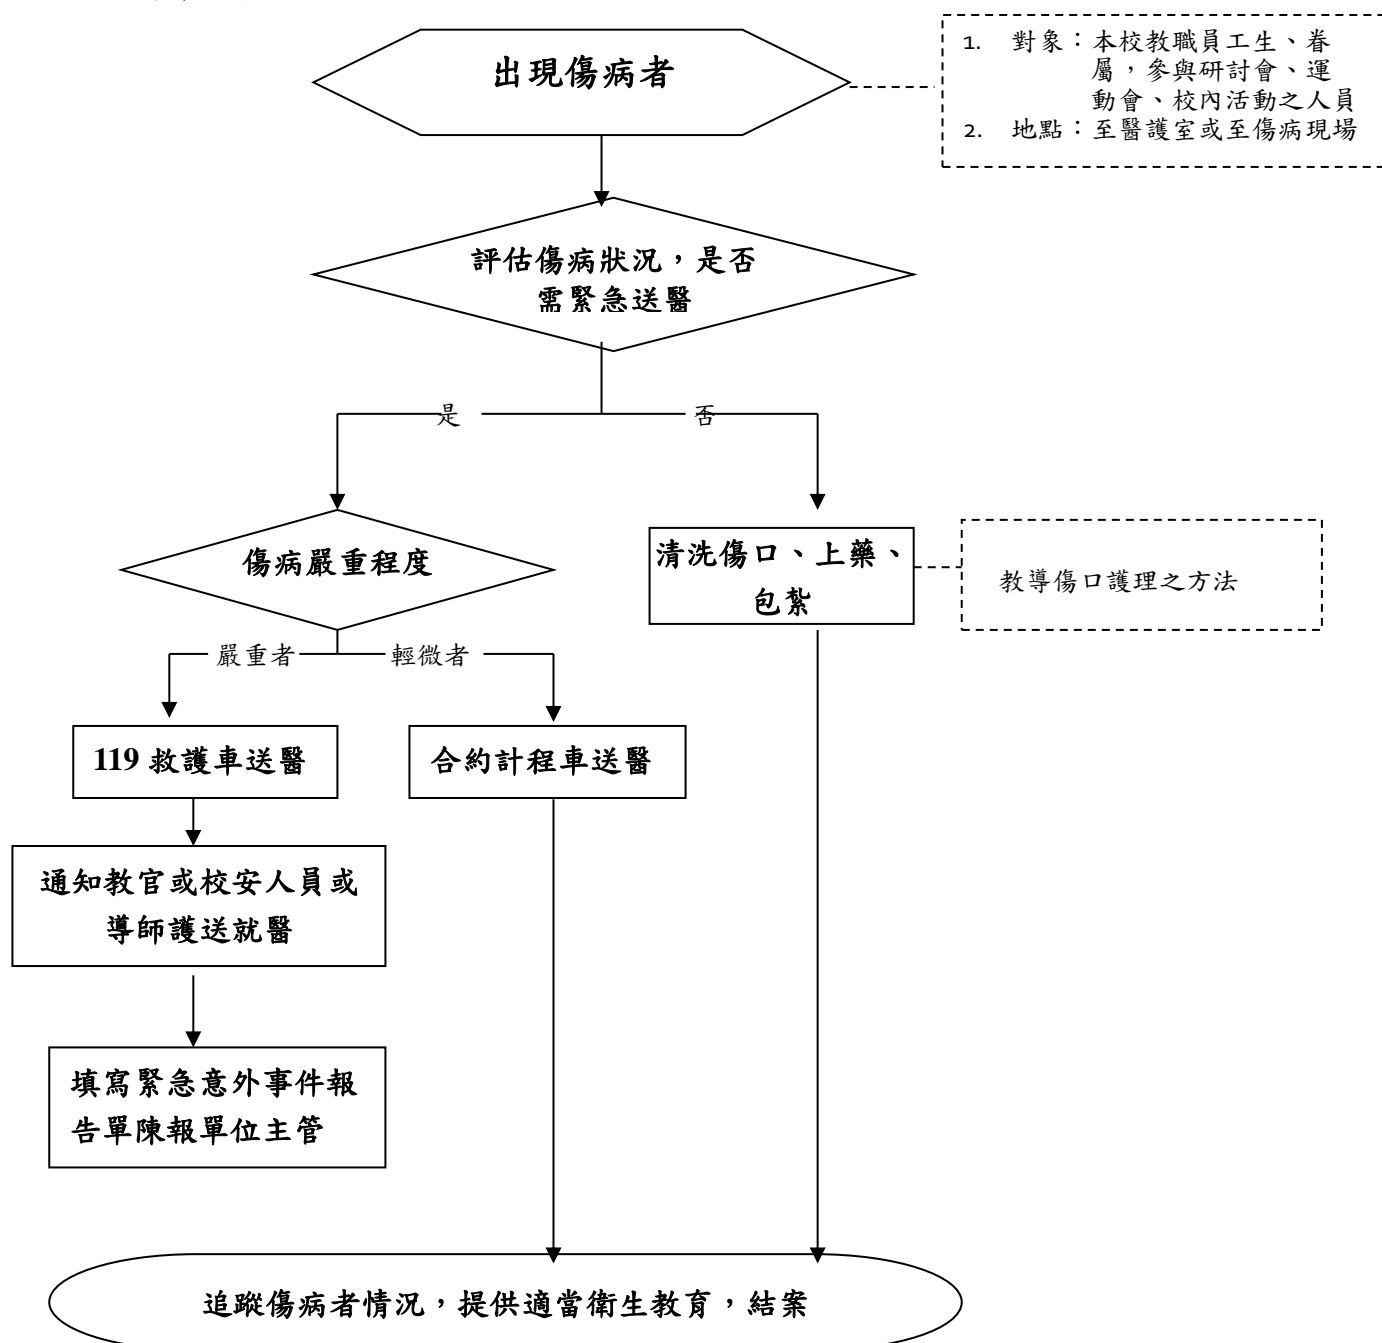 出現傷病者
1. 對象：本校教職員工生、眷
屬，參與研討會、運
動會、校內活動之人員
2. 地點：至醫護室或至傷病現場
評估傷病狀況，是否
需緊急送醫
是
否
傷病嚴重程度
清洗傷口、上藥、
包紮
教導傷口護理之方法
嚴重者
輕微者
119 救護車送醫
合約計程車送醫
通知教官或校安人員或
導師護送就醫
填寫緊急意外事件報
告單陳報單位主管
追蹤傷病者情況，提供適當衛生教育，結案